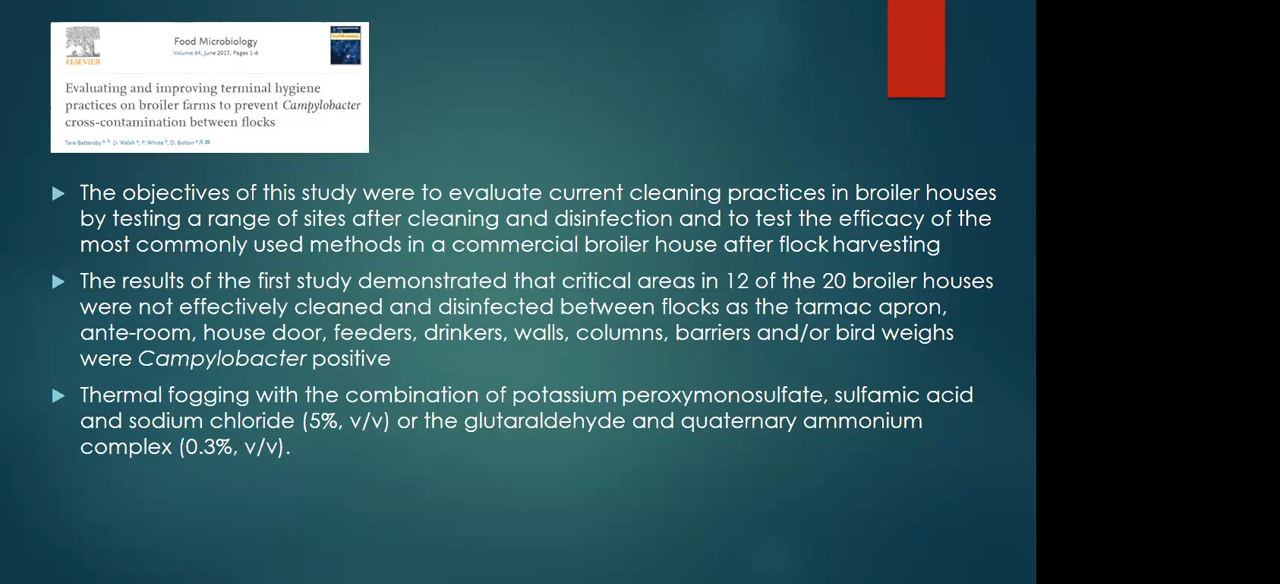 ELSEVIER
Food Microbiology
Volume 64, June 2017, Pages 1-6
Evaluating and improving terminal hygiene
practices on broiler farms to prevent Campylobacter
cross-contamination between flocks
Tara Battersby, D. Walsh, P. Whyte, D. Bolton
The objectives of this study were to evaluate current cleaning practices in broiler houses
by testing a range of sites after cleaning and disinfection and to test the efficacy of the
most commonly used methods in a commercial broiler house after flock harvesting
The results of the first study demonstrated that critical areas in 12 of the 20 broiler houses
were not effectively cleaned and disinfected between flocks as the tarmac apron,
ante-room, house door, feeders, drinkers, walls, columns, barriers and/or bird weighs
were Campylobacter positive
Thermal fogging with the combination of potassium peroxymonosulfate, sulfamic acid
and sodium chloride (5%, v/v) or the glutaraldehyde and quaternary ammonium
complex (0.3%, v/v).